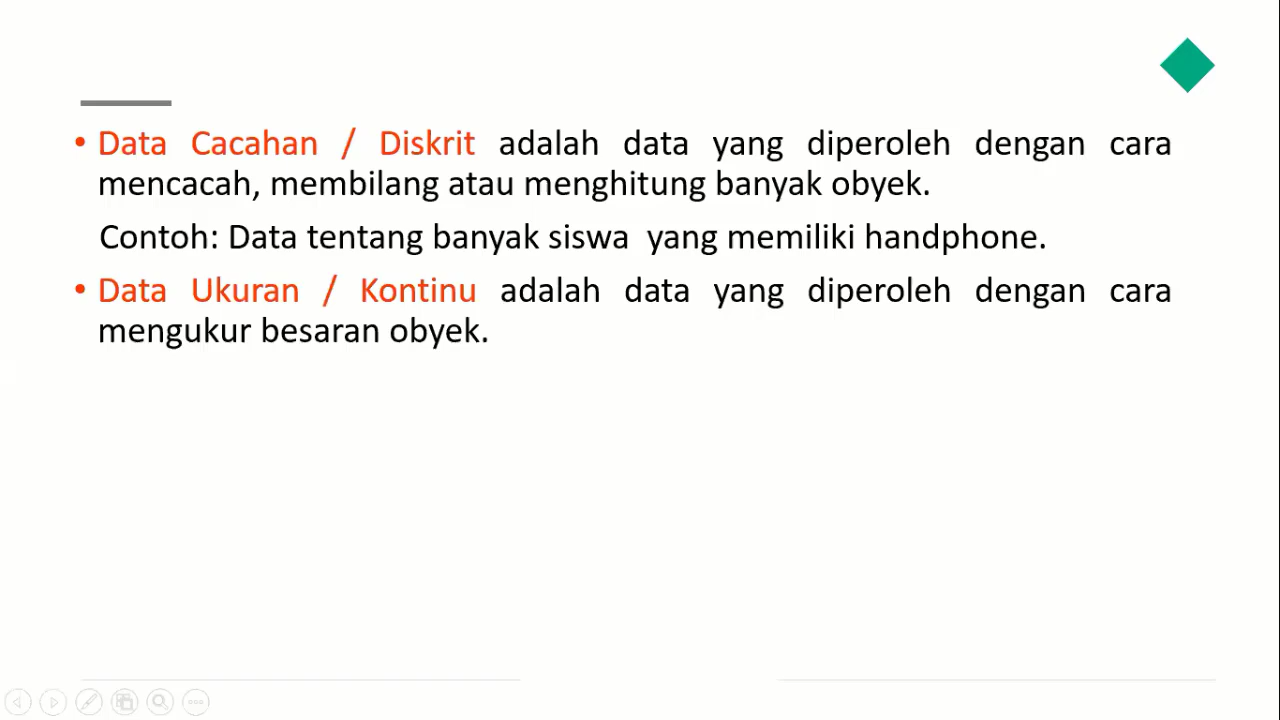 • Data Cacahan / Diskrit adalah data yang diperoleh dengan cara
mencacah, membilang atau menghitung banyak obyek.
Contoh: Data tentang banyak siswa  yang memiliki handphone.
• Data Ukuran / Kontinu adalah data yang diperoleh dengan cara
mengukur besaran obyek.